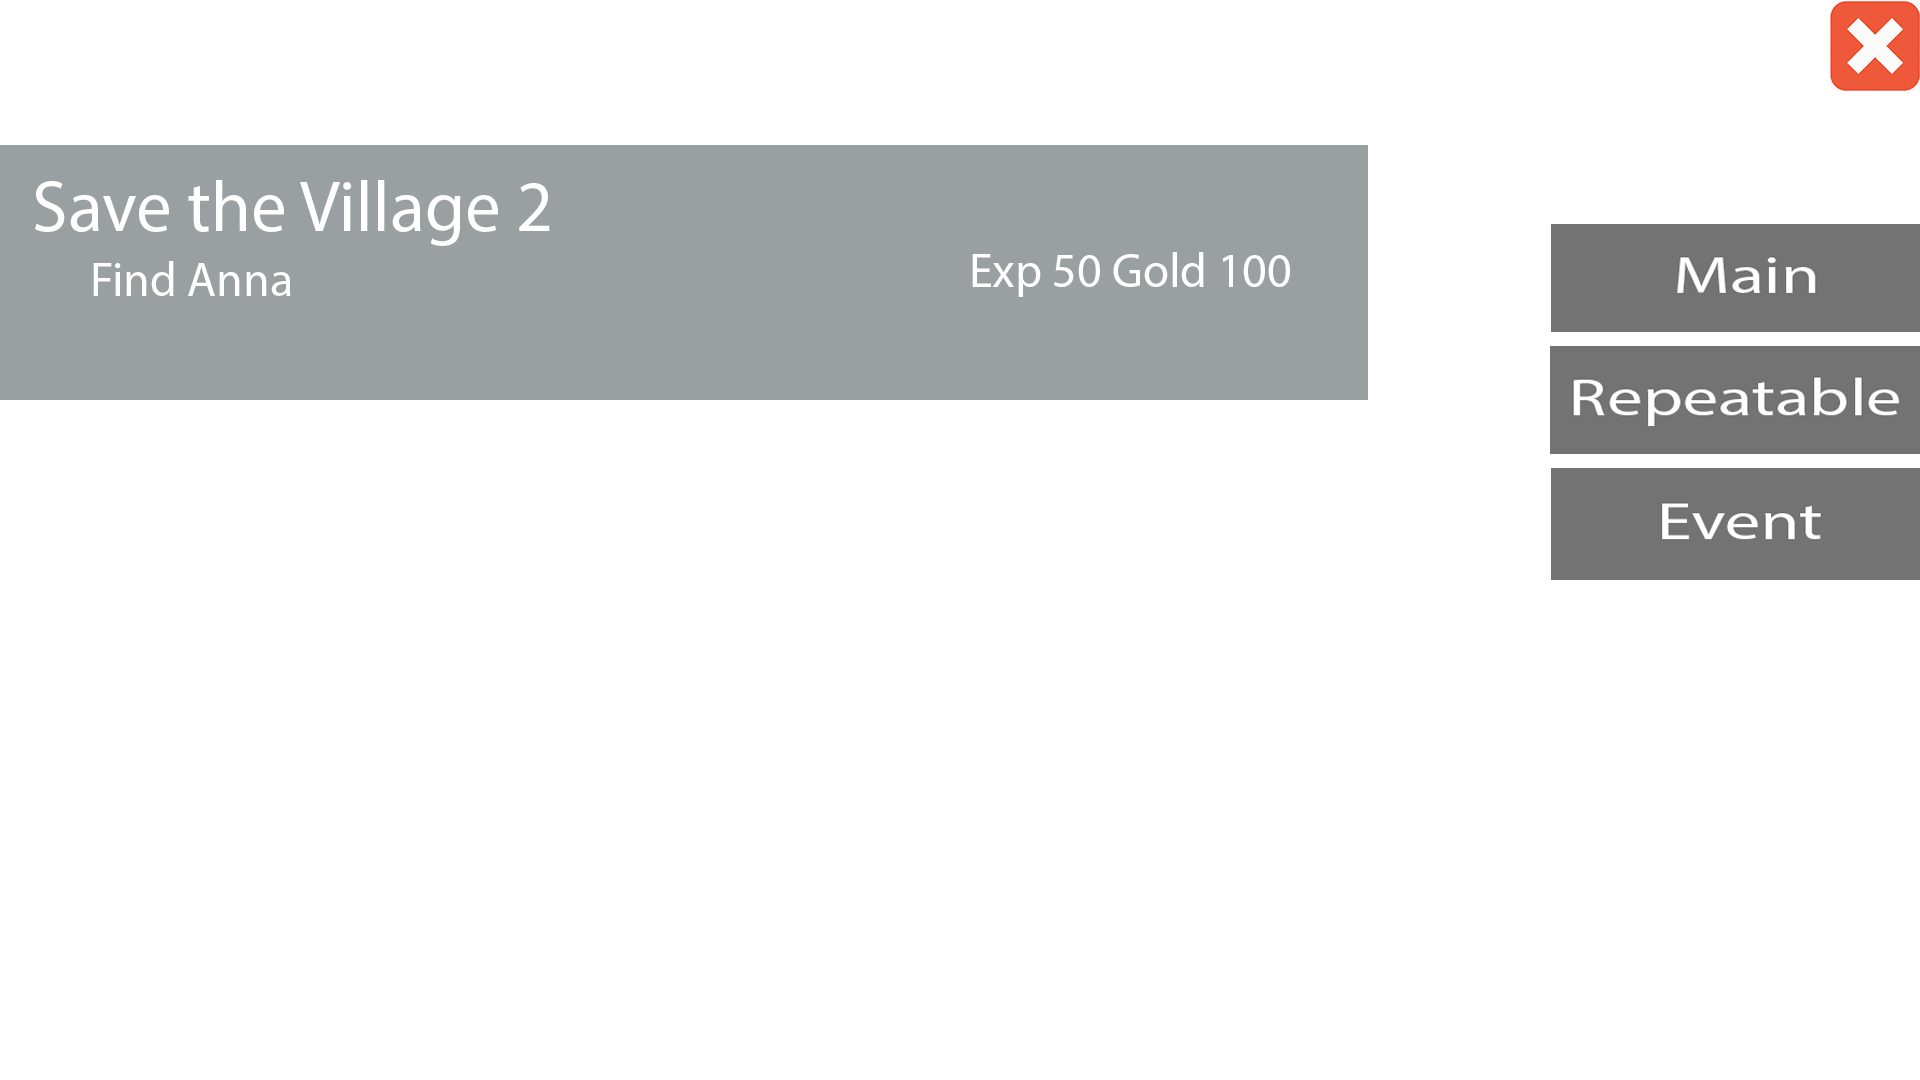 Save the Village 2
Find Anna
Exp 50 Gold 100
Main
Repeatable
Event